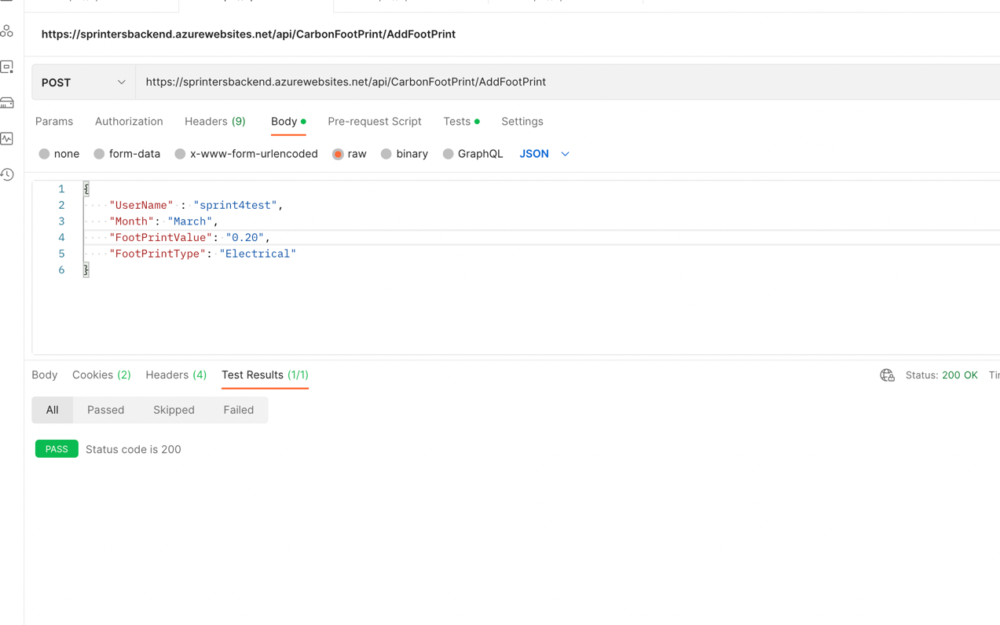 https://sprintersbackend.azurewebsites.net/api/CarbonFootPrint/AddFootPrint
POST https://sprintersbackend.azurewebsites.net/api/CarbonFootPrint/AddFootPrint
Params Authorization Headers (9) Body Pre-request Script Tests Settings
none form-data x-www-form-urlencoded raw binary GraphQL JSON
1 {
2 "UserName" : "sprint4test",
3 "Month": "March",
4 "FootPrintValue": "0.20",
5 "FootPrintType": "Electrical"
6 }
Body Cookies (2) Headers (4) Test Results (1/1) Status: 200 OK
All Passed Skipped Failed
PASS Status code is 200